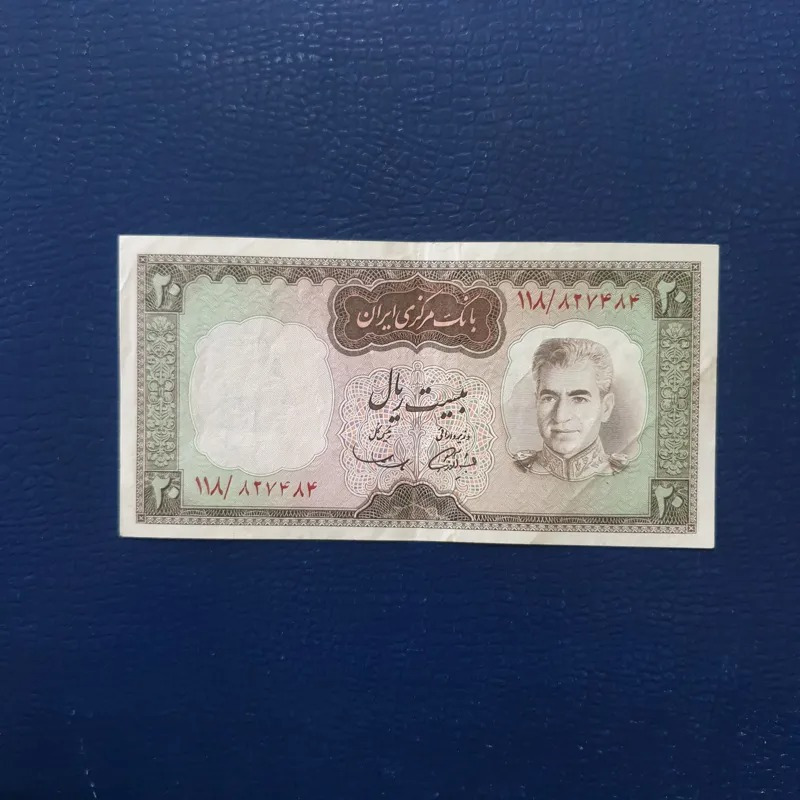 ۲۰ ۲۰
بانک مرکزی ایران
۱۱۸/۸۲۷۴۸۴
بیست ریال
وزیر دارائی
رئیس کل
۱۱۸/۸۲۷۴۸۴
۲۰ ۲۰